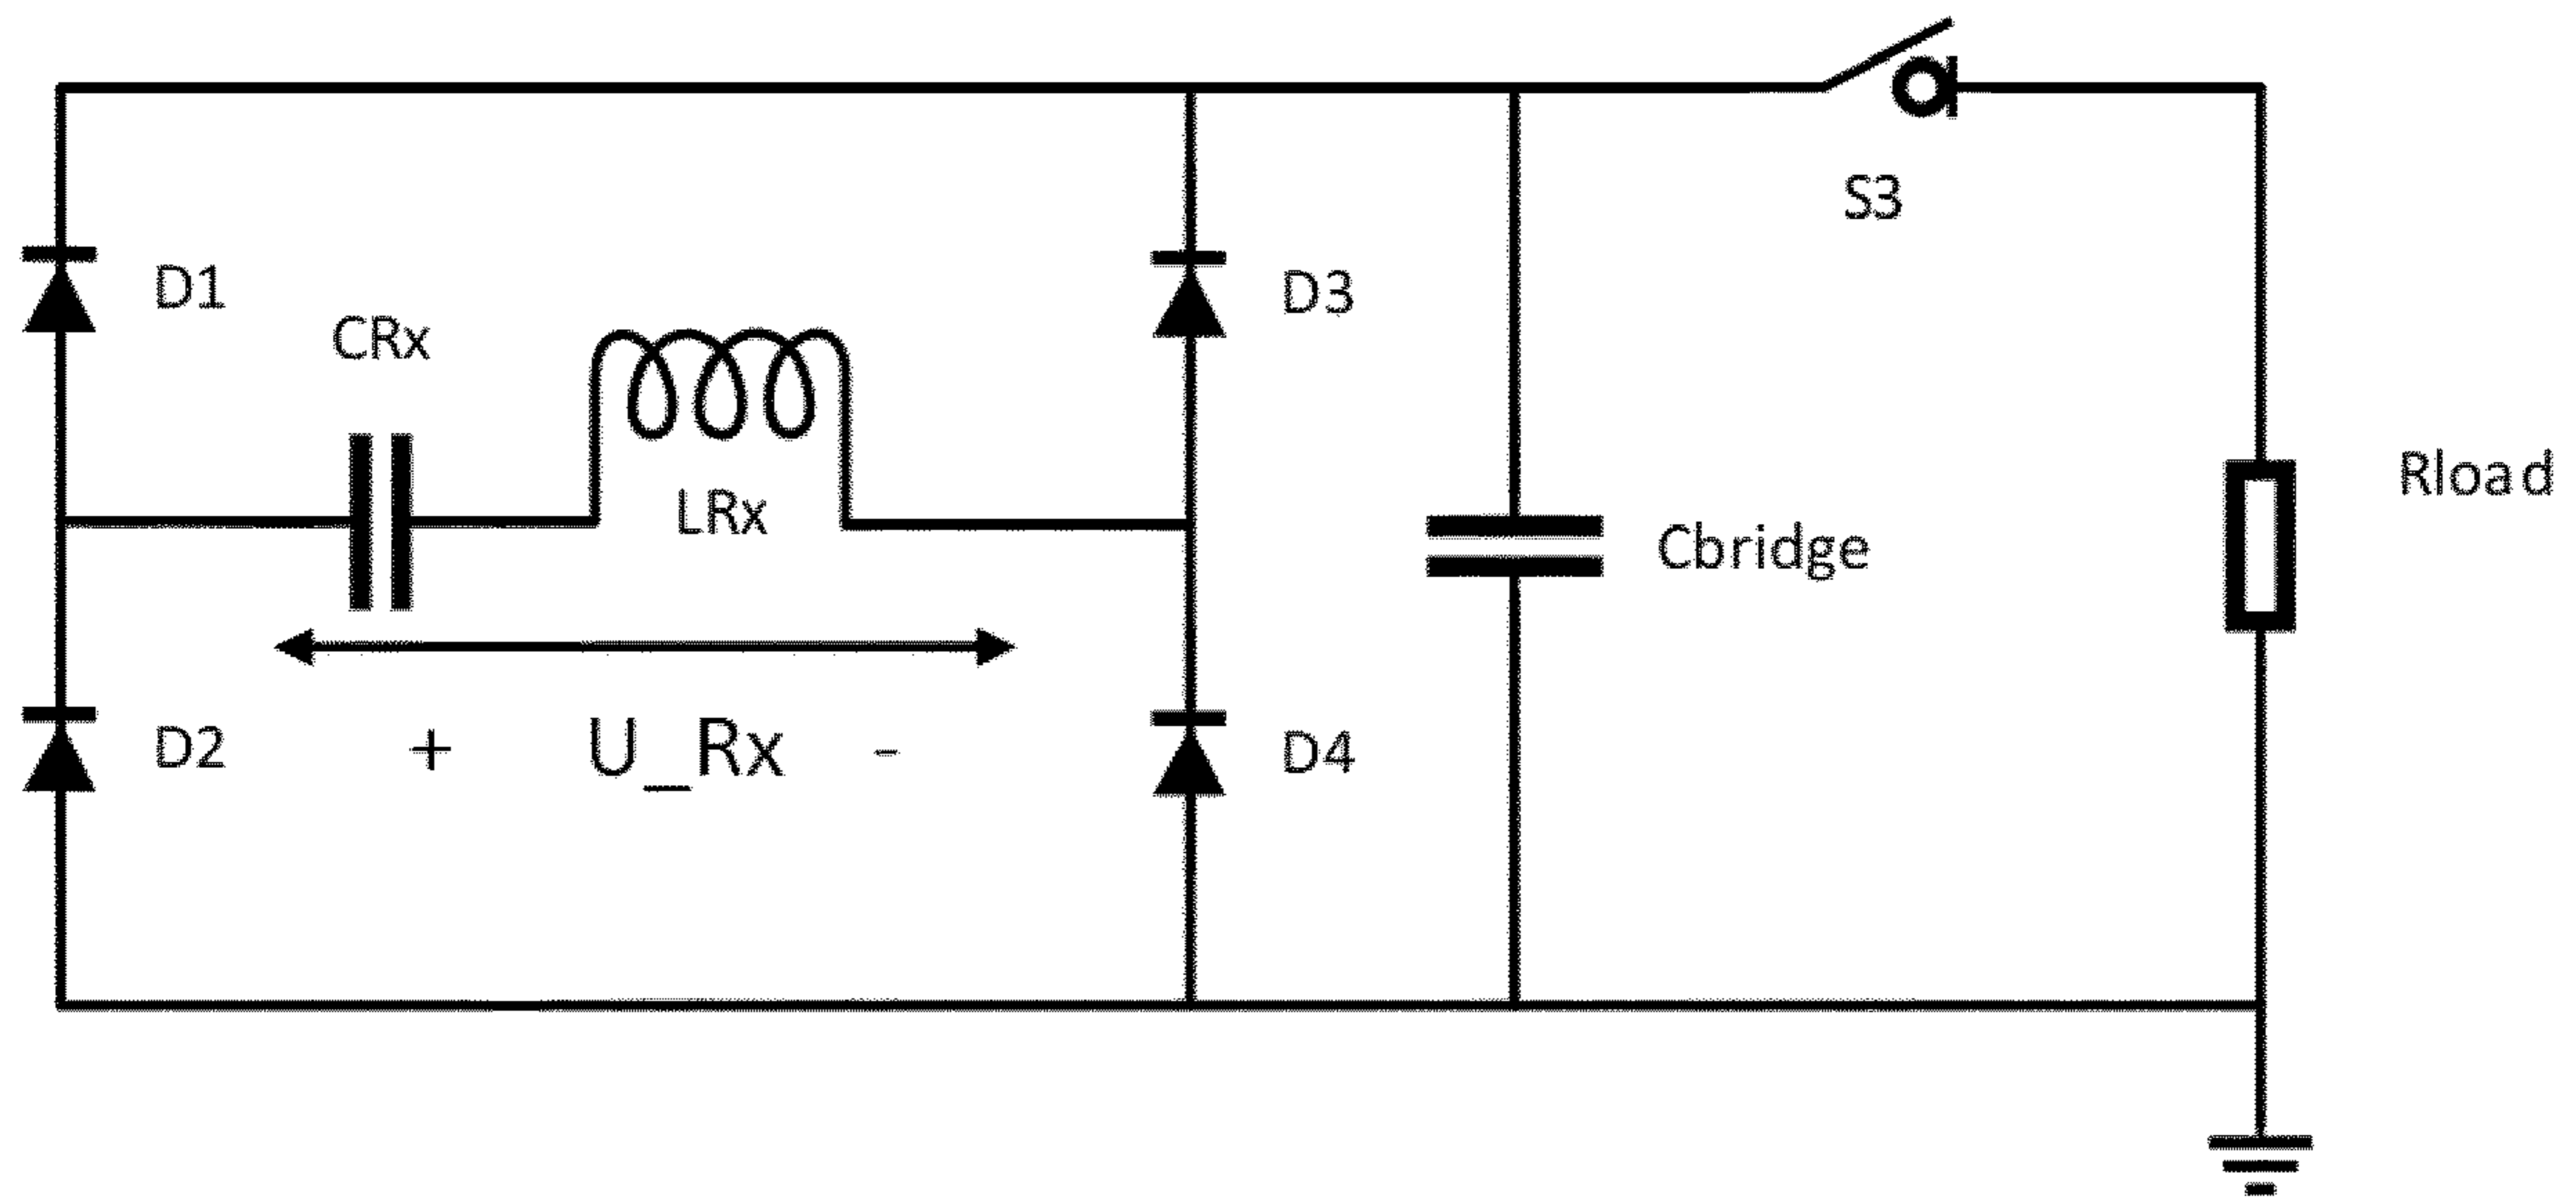 S3
D1
D3
CRx
LRx
Rload
Cbridge
D2
+ U_Rx -
D4